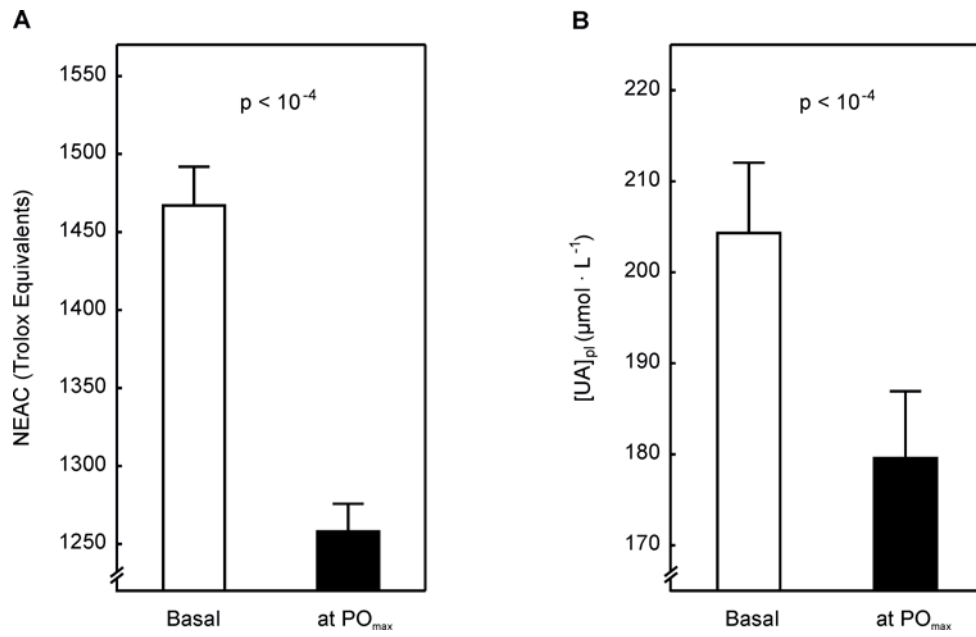 A
NEAC (Trolox Equivalents)
1550
1500
1450
1400
1350
1300
1250
p < 10⁻⁴
Basal
at POmax
B
[UA]pl (µmol · L⁻¹)
220
210
200
190
180
170
p < 10⁻⁴
Basal
at POmax